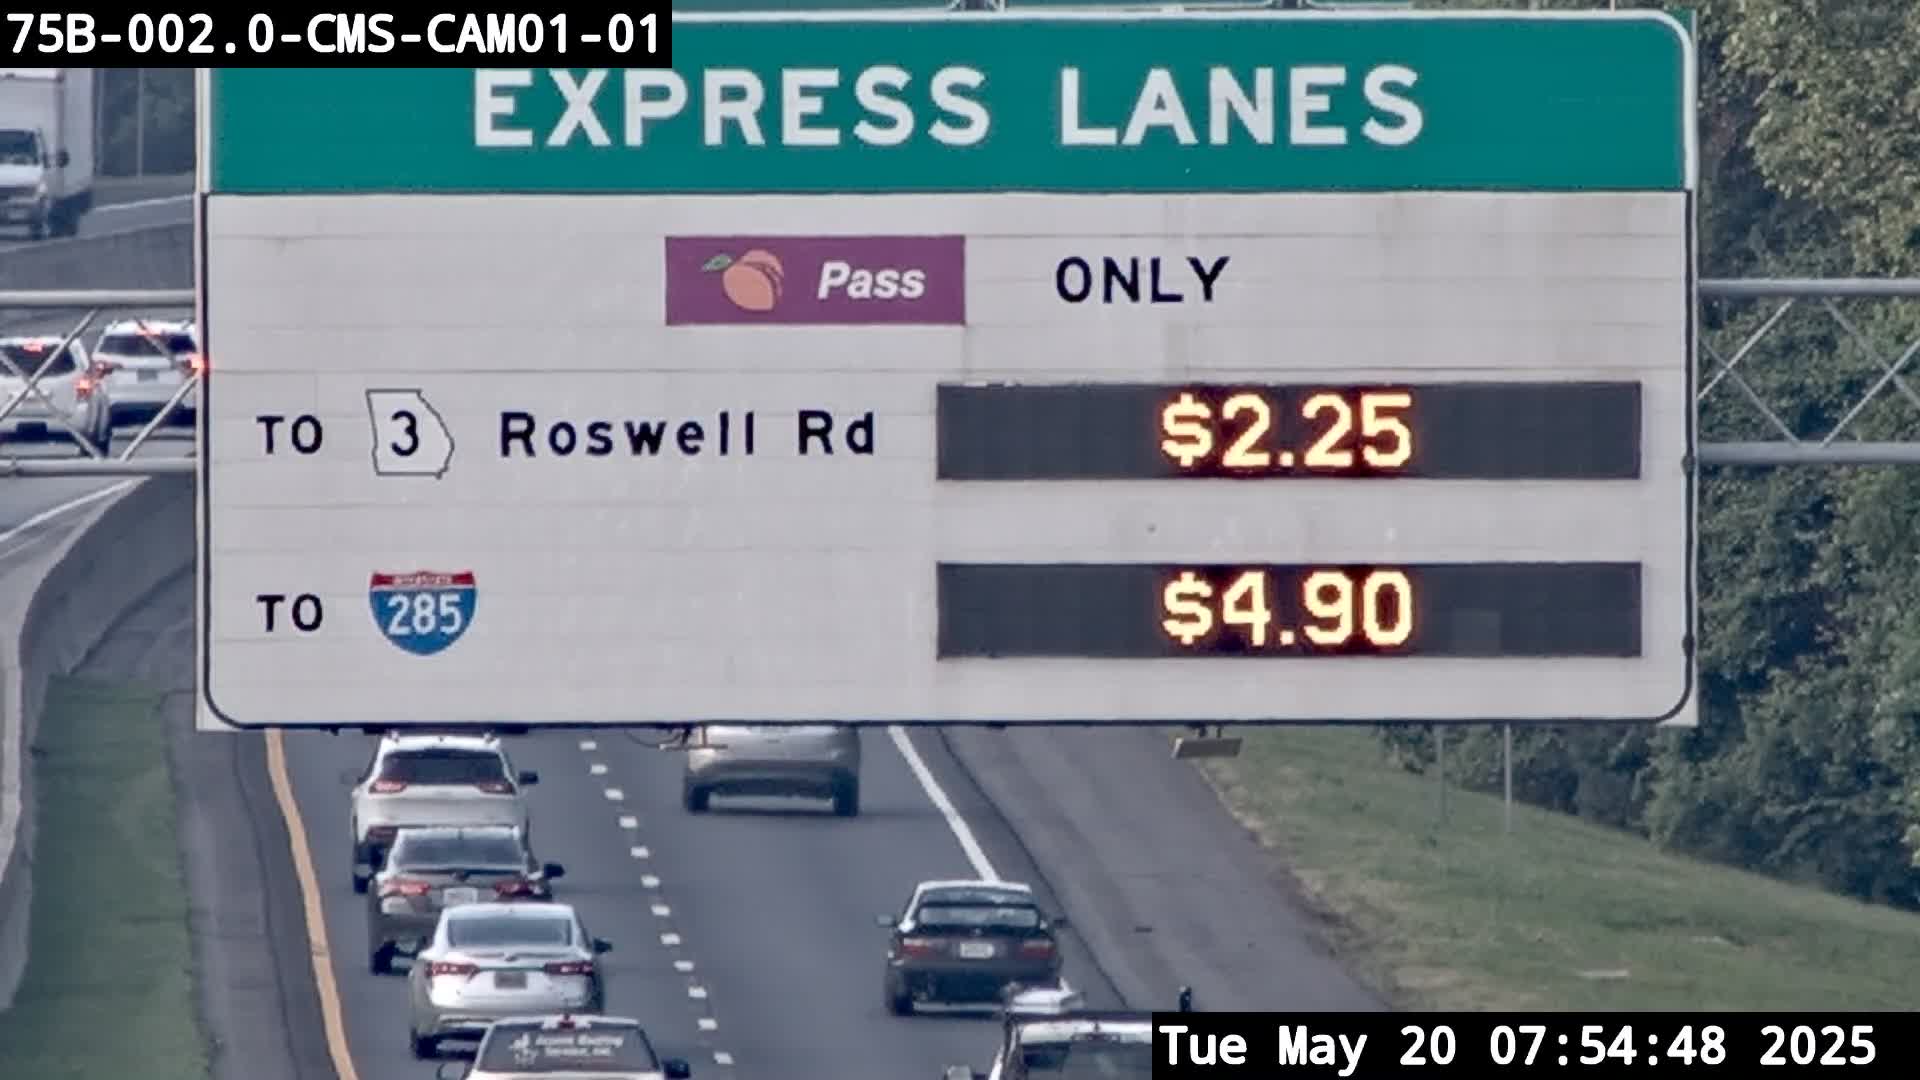 75B-002.0-CMS-CAM01-01
EXPRESS LANES
Pass ONLY
TO 3 Roswell Rd $2.25
TO INTERSTATE 285 $4.90
Tue May 20 07:54:48 2025